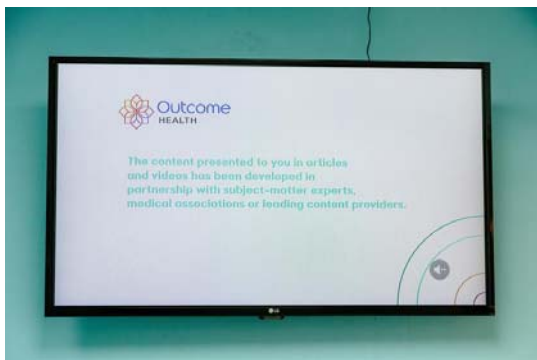 Outcome
HEALTH
The content presented to you in articles
and videos has been developed in
partnership with subject-matter experts,
medical associations or leading content providers.
LG